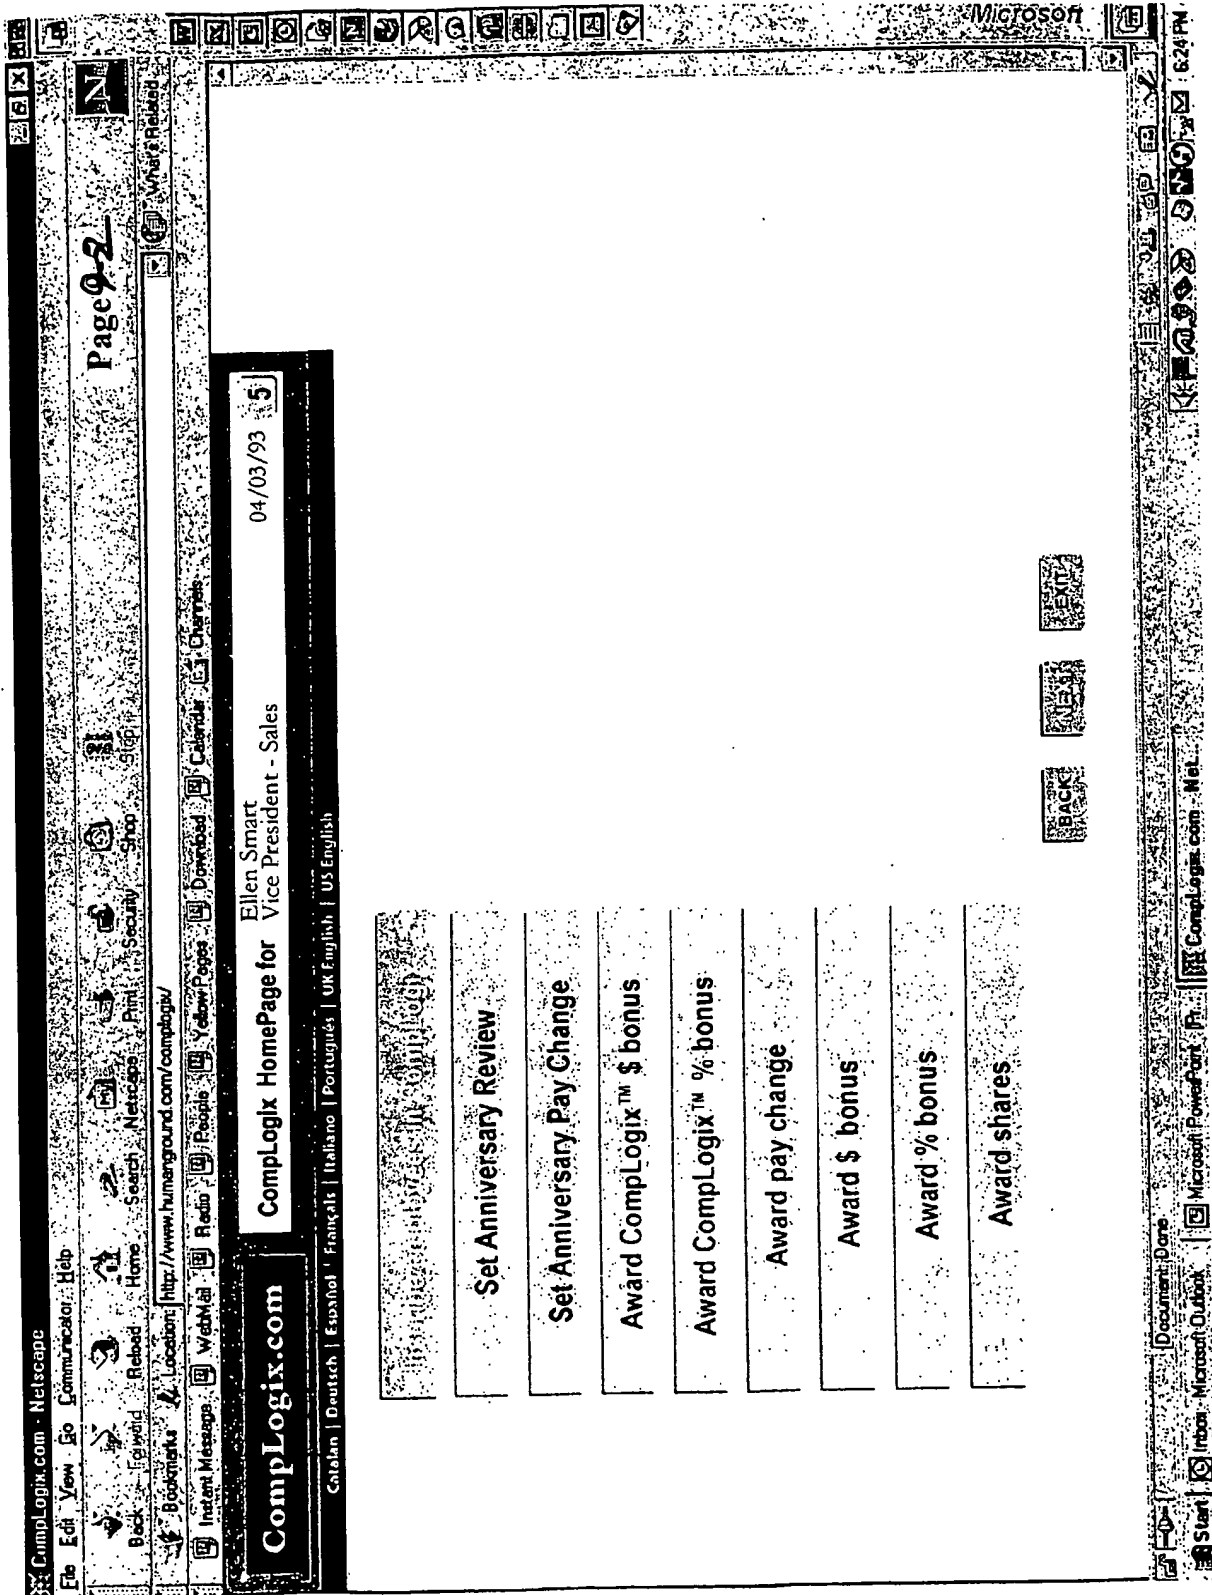 CompLogix.com - Netscape
File Edit View Go Communicator Help
Back Forward Reload Home Search Netscape Print Security Shop Stop
Page 9-2
Bookmarks Location: http://www.humanground.com/complogix/ What's Related
Instant Message WebMail Radio People Yellow Pages Download Calendar Channels
CompLogix.com
CompLogix HomePage for Ellen Smart 04/03/93 5
Vice President - Sales
Catalan | Deutsch | Español | Français | Italiano | Português | UK English | US English
Set Anniversary Review
Set Anniversary Pay Change
Award CompLogix™ $ bonus
Award CompLogix™ % bonus
Award pay change
Award $ bonus
Award % bonus
Award shares
BACK EXIT
Microsoft
Document: Done
Start Inbox - Microsoft Outlook Microsoft PowerPoint CompLogix.com - Net... 6:24 PM